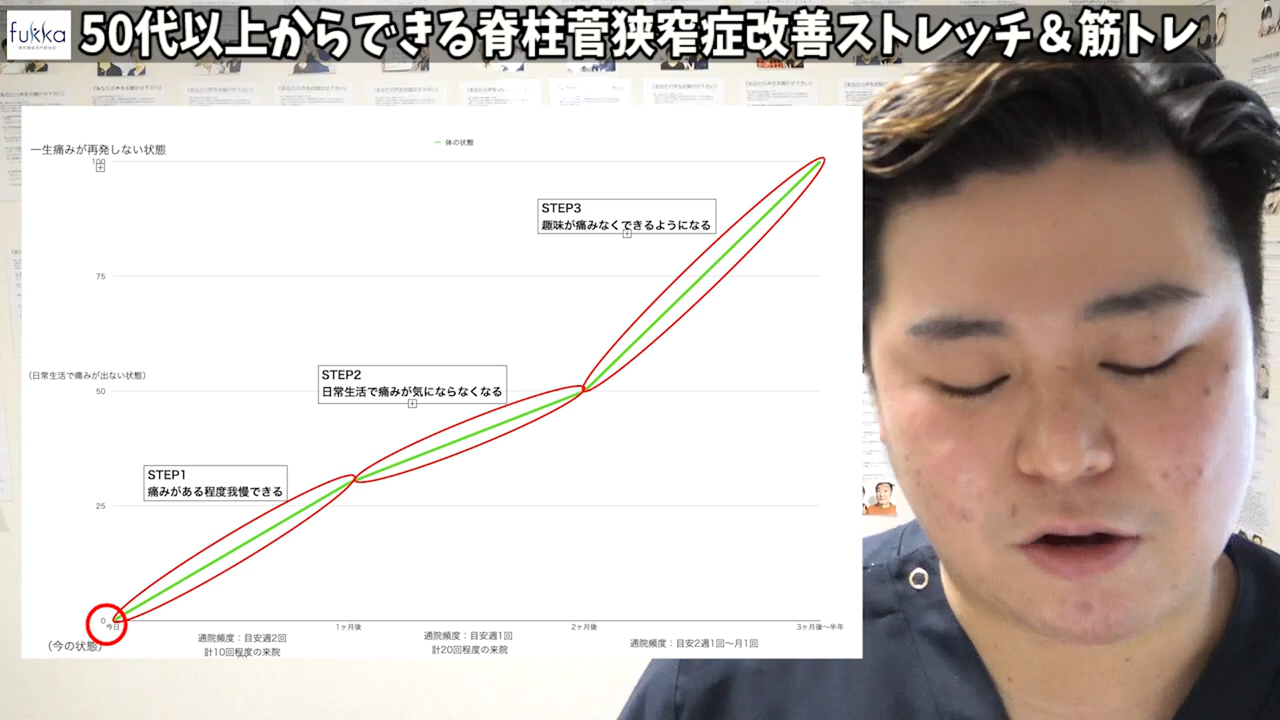 fukka
50代以上からできる脊柱菅狭窄症改善ストレッチ&筋トレ
一生痛みが再発しない状態
体の状態
100
STEP3
趣味が痛みなくできるようになる
75
(日常生活で痛みが出ない状態)
STEP2
日常生活で痛みが気にならなくなる
50
STEP1
痛みがある程度我慢できる
25
0
今日
1ヶ月後
2ヶ月後
3ヶ月後〜半年
(今の状態)
通院頻度:目安週2回
計10回程度の来院
通院頻度:目安週1回
計20回程度の来院
通院頻度:目安2週1回〜月1回